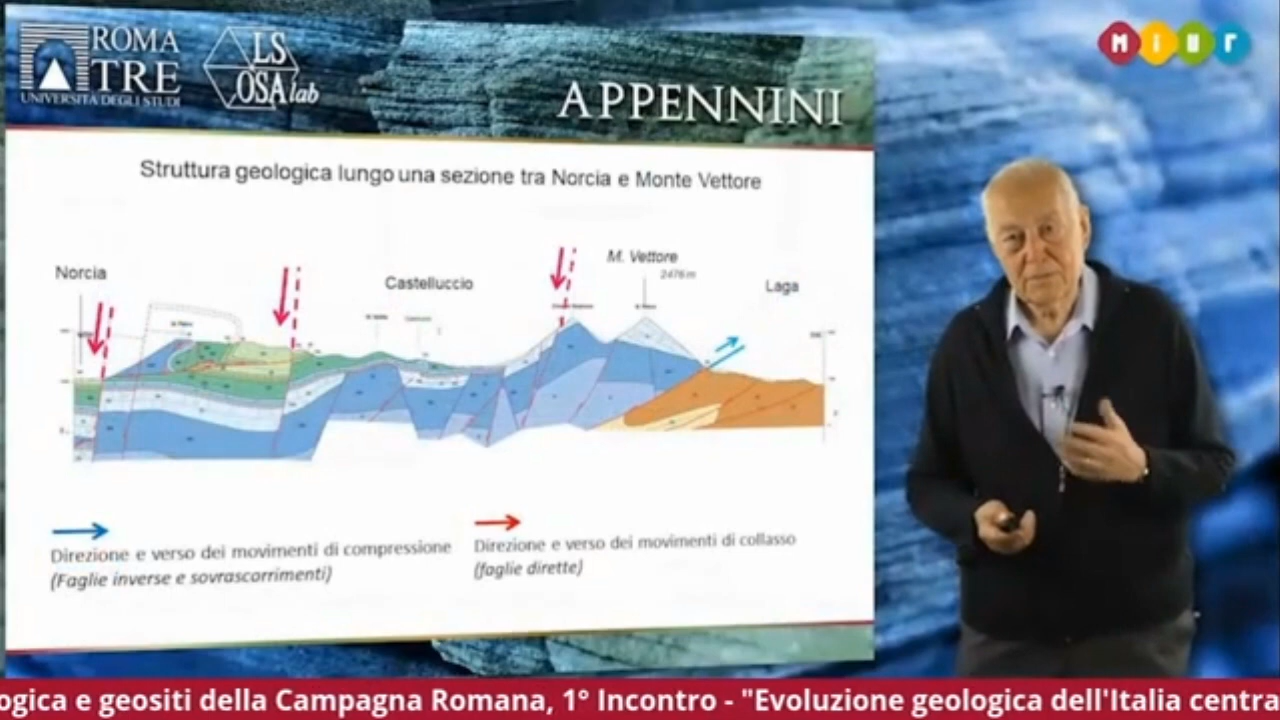 ROMA
TRE
UNIVERSITÀ DEGLI STUDI
LS
OSA lab
MIUr
APPENNINI
Struttura geologica lungo una sezione tra Norcia e Monte Vettore
Norcia
Castelluccio
M. Vettore
2476 m
Laga
Direzione e verso dei movimenti di compressione
(Faglie inverse e sovrascorrimenti)
Direzione e verso dei movimenti di collasso
(faglie dirette)
ogica e geositi della Campagna Romana, 1° Incontro - "Evoluzione geologica dell'Italia centra